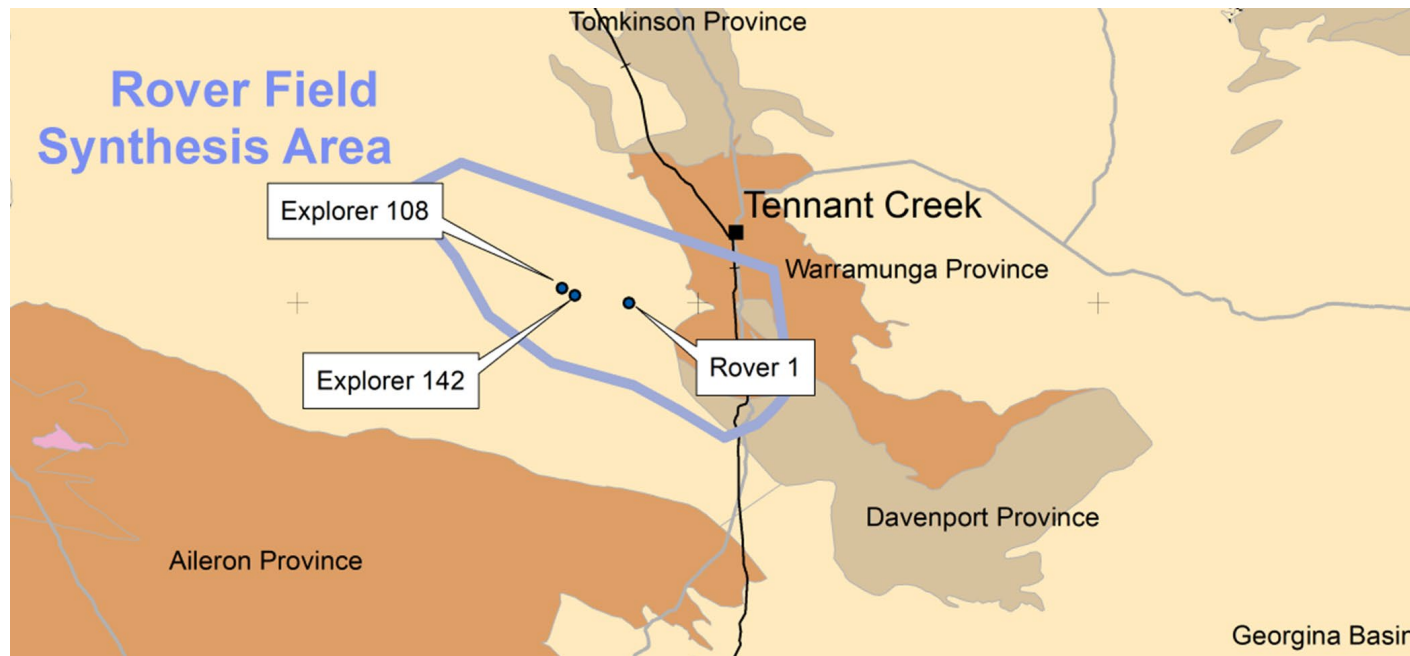 Tomkinson Province
Rover Field
Synthesis Area
Explorer 108
Tennant Creek
Warramunga Province
Explorer 142
Rover 1
Davenport Province
Aileron Province
Georgina Basin